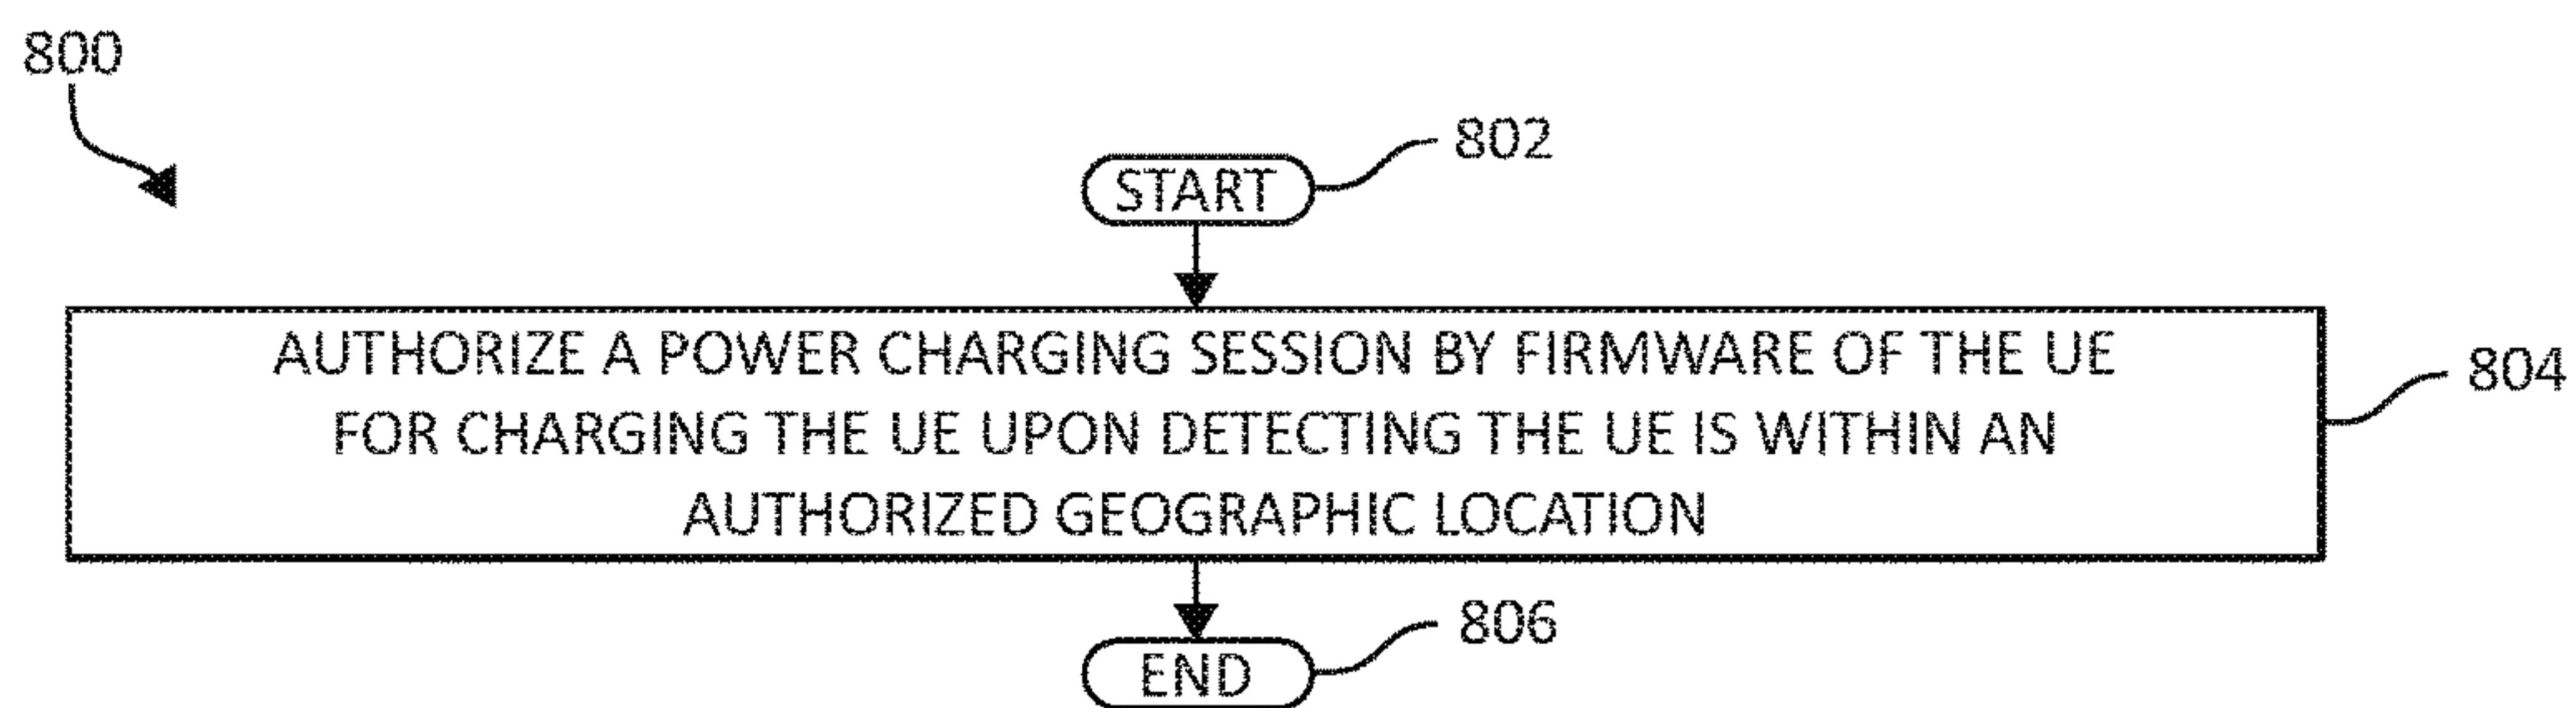 800
START
802
AUTHORIZE A POWER CHARGING SESSION BY FIRMWARE OF THE UE
FOR CHARGING THE UE UPON DETECTING THE UE IS WITHIN AN
AUTHORIZED GEOGRAPHIC LOCATION
804
END
806